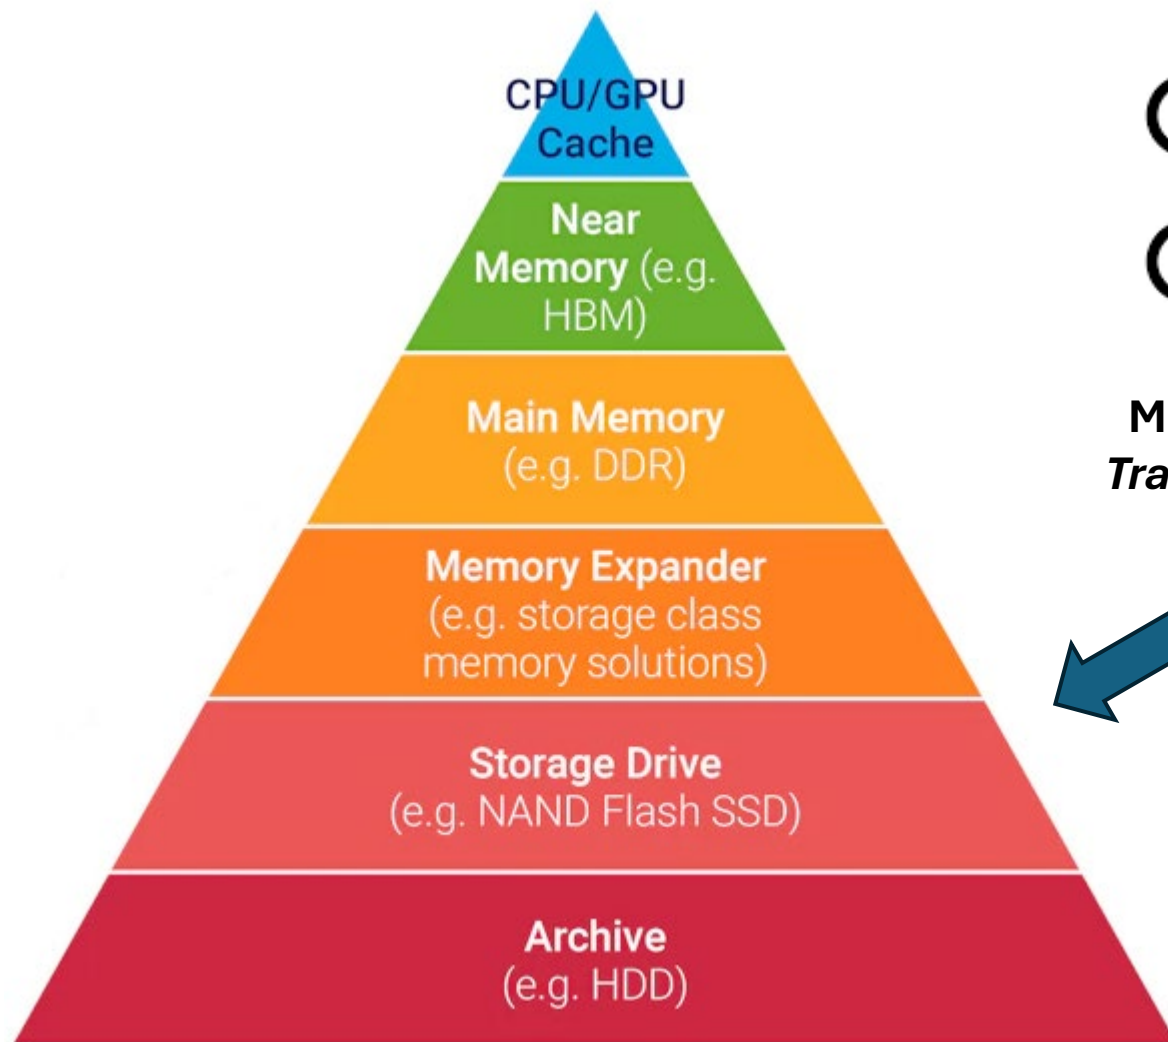 CPU/GPU
Cache
Near
Memory (e.g.
HBM)
Main Memory
(e.g. DDR)
Memory Expander
(e.g. storage class
memory solutions)
Storage Drive
(e.g. NAND Flash SSD)
Archive
(e.g. HDD)